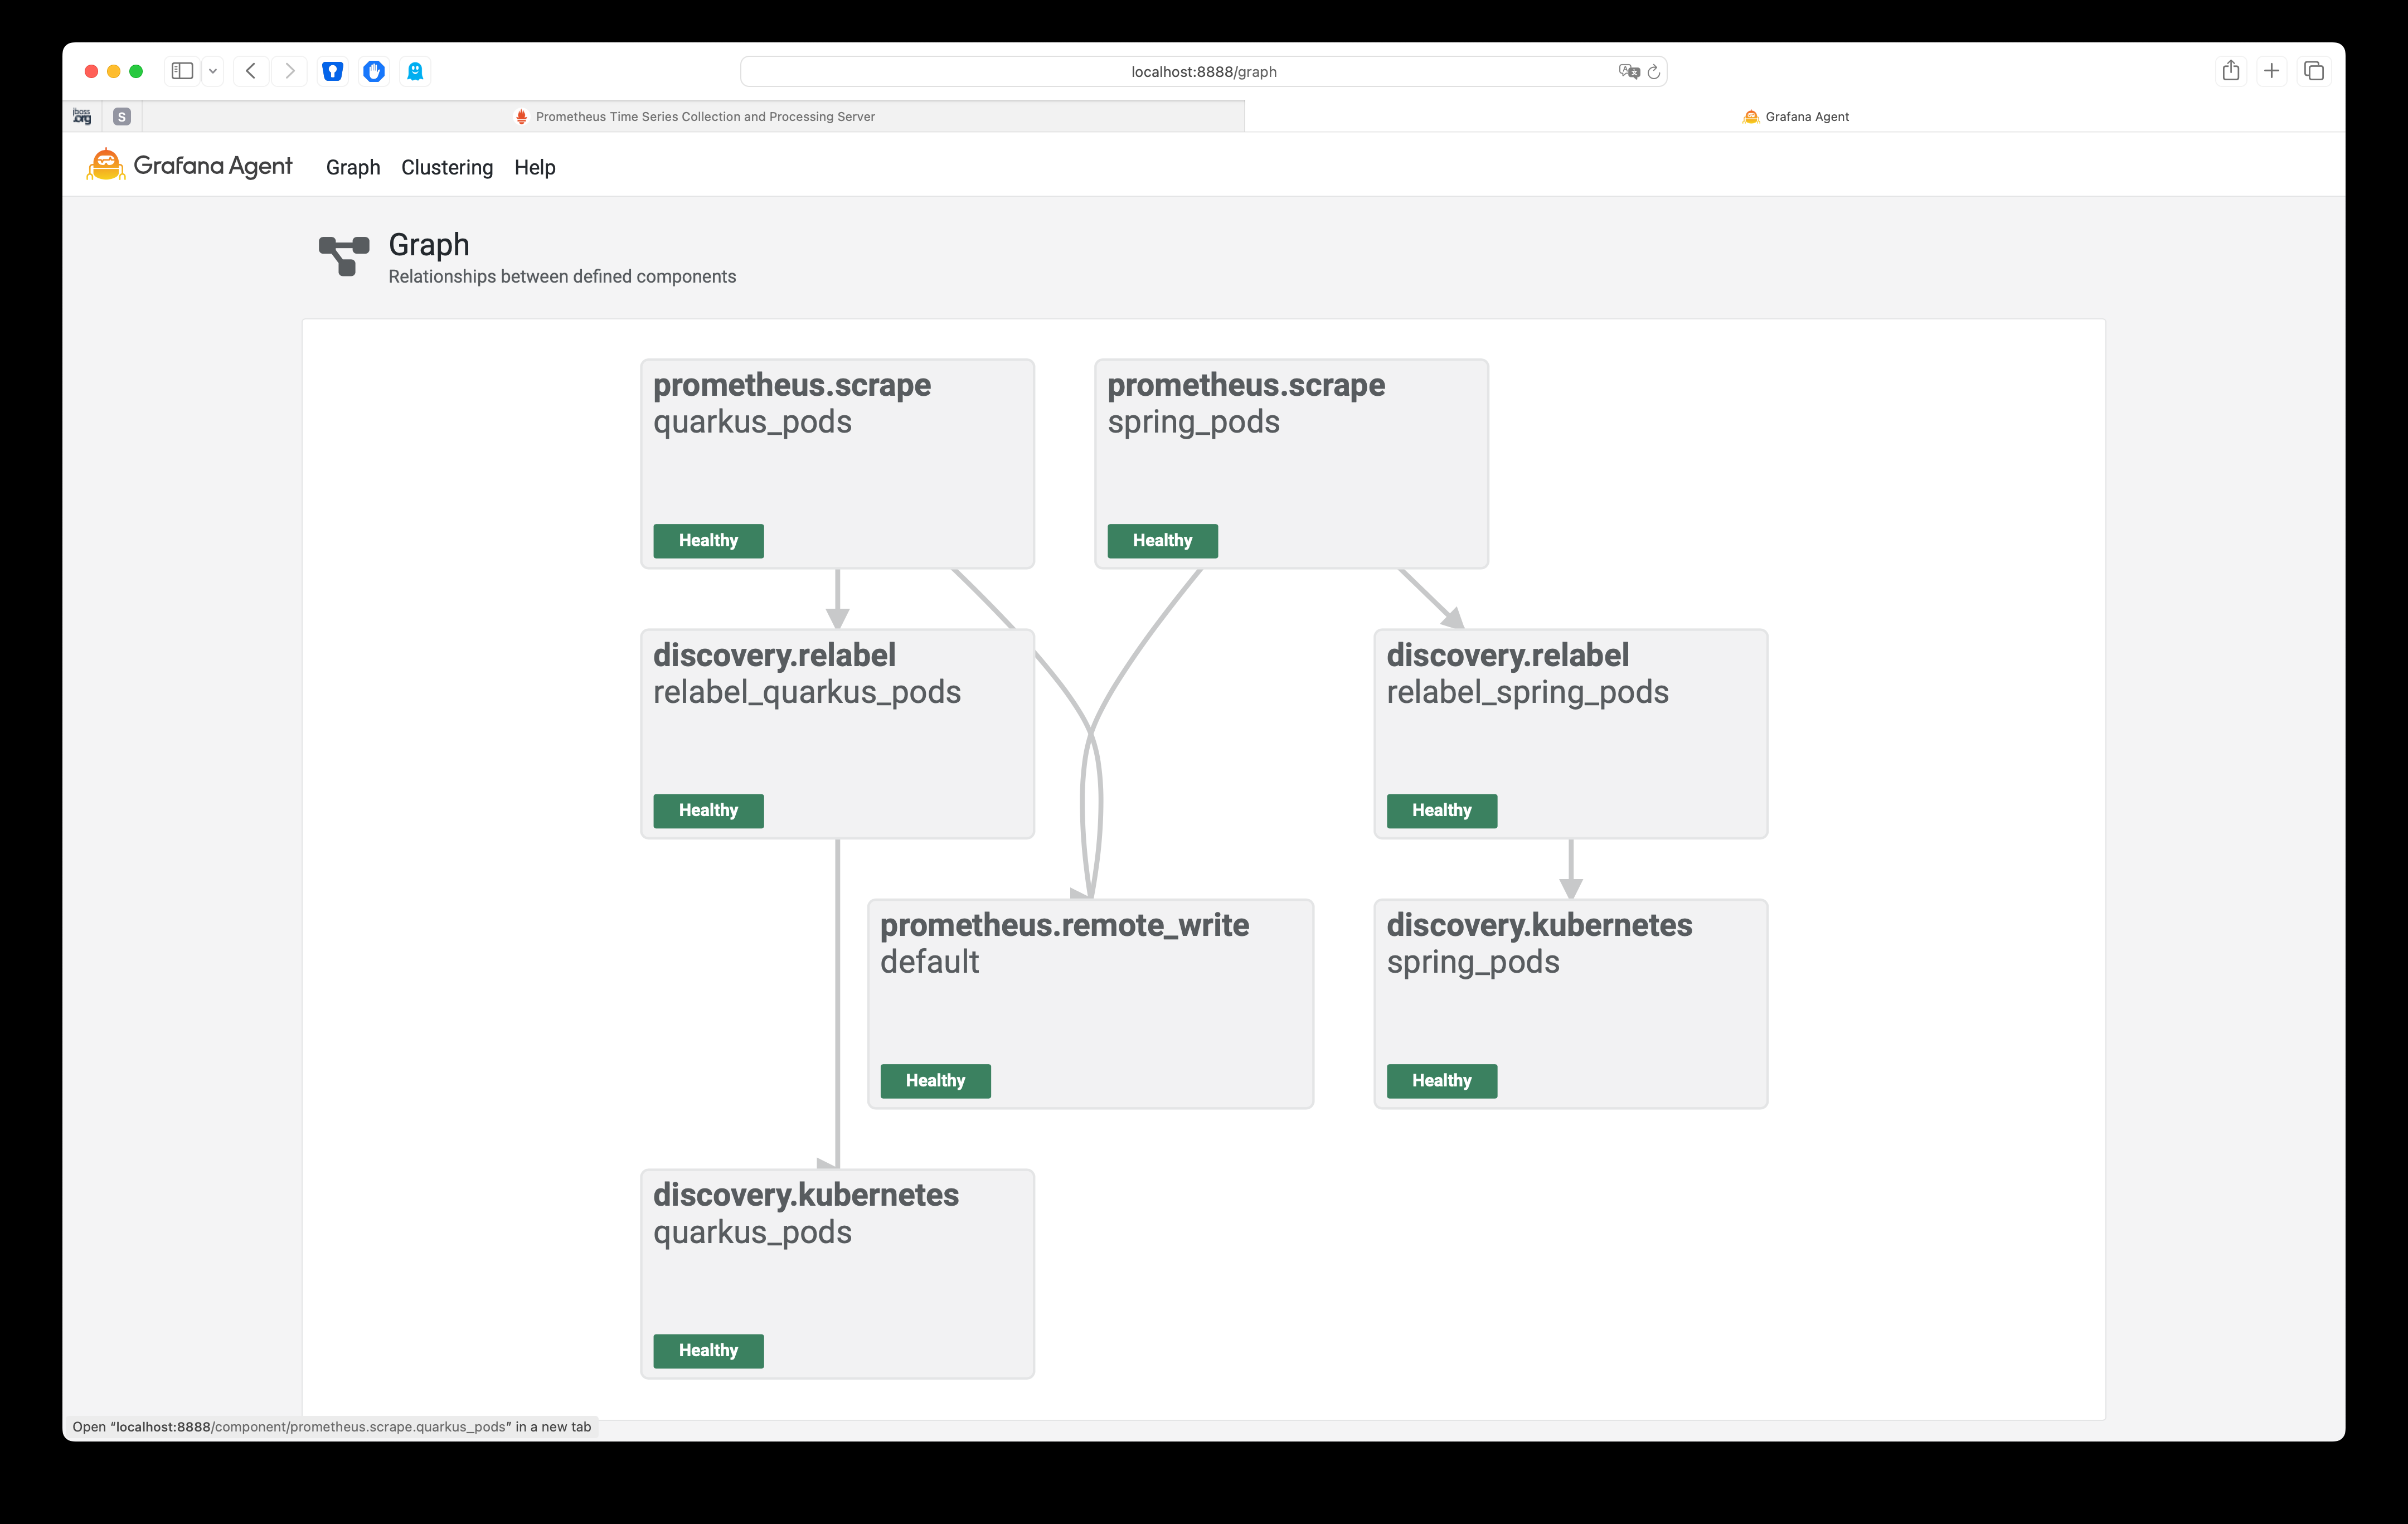 localhost:8888/graph
jboss
.org
S
Prometheus Time Series Collection and Processing Server
Grafana Agent
Grafana Agent
Graph
Clustering
Help
Graph
Relationships between defined components
prometheus.scrape
quarkus_pods
Healthy
prometheus.scrape
spring_pods
Healthy
discovery.relabel
relabel_quarkus_pods
Healthy
discovery.relabel
relabel_spring_pods
Healthy
prometheus.remote_write
default
Healthy
discovery.kubernetes
spring_pods
Healthy
discovery.kubernetes
quarkus_pods
Healthy
Open “localhost:8888/component/prometheus.scrape.quarkus_pods” in a new tab